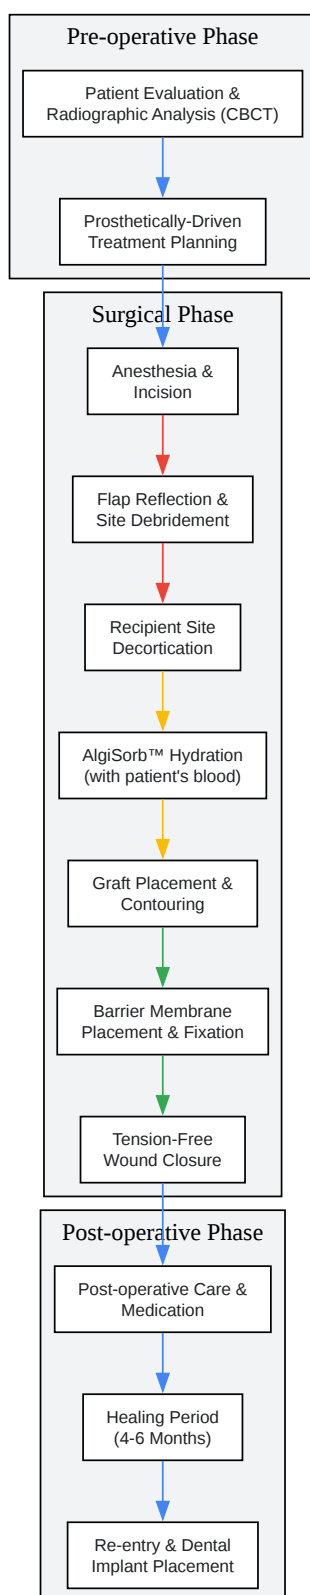 Pre-operative Phase
Patient Evaluation &
Radiographic Analysis (CBCT)
Prosthetically-Driven
Treatment Planning
Surgical Phase
Anesthesia &
Incision
Flap Reflection &
Site Debridement
Recipient Site
Decortication
AlgiSorb™ Hydration
(with patient's blood)
Graft Placement &
Contouring
Barrier Membrane
Placement & Fixation
Tension-Free
Wound Closure
Post-operative Phase
Post-operative Care &
Medication
Healing Period
(4-6 Months)
Re-entry & Dental
Implant Placement